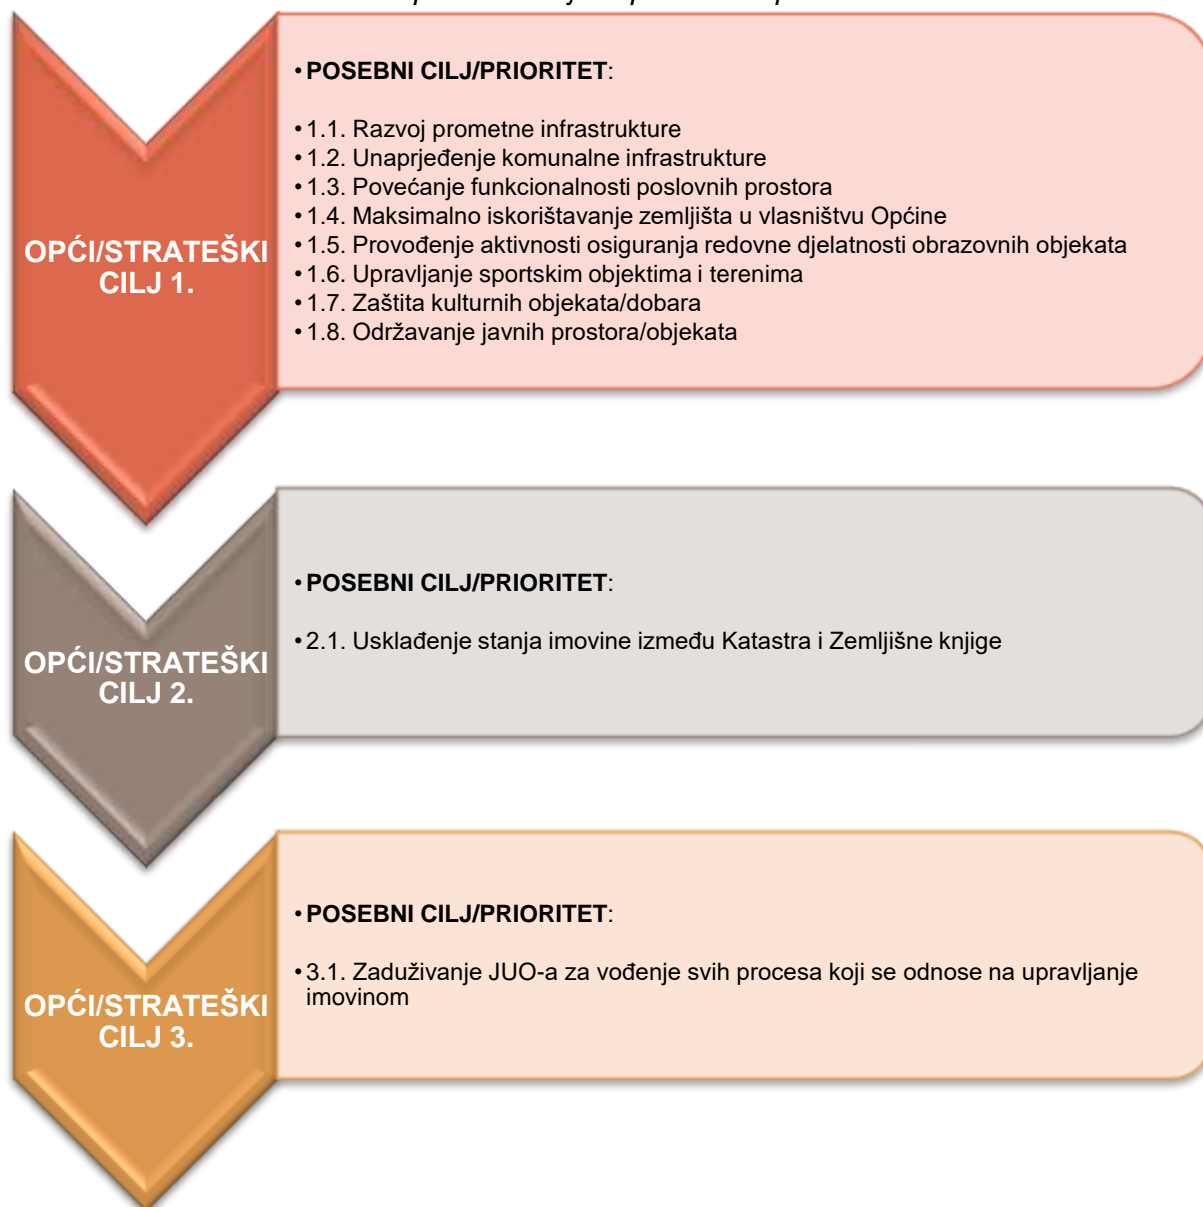 OPĆI/STRATEŠKI
CILJ 1.
• POSEBNI CILJ/PRIORITET:
• 1.1. Razvoj prometne infrastrukture
• 1.2. Unaprjeđenje komunalne infrastrukture
• 1.3. Povećanje funkcionalnosti poslovnih prostora
• 1.4. Maksimalno iskorištavanje zemljišta u vlasništvu Općine
• 1.5. Provođenje aktivnosti osiguranja redovne djelatnosti obrazovnih objekata
• 1.6. Upravljanje sportskim objektima i terenima
• 1.7. Zaštita kulturnih objekata/dobara
• 1.8. Održavanje javnih prostora/objekata
OPĆI/STRATEŠKI
CILJ 2.
• POSEBNI CILJ/PRIORITET:
• 2.1. Usklađenje stanja imovine između Katastra i Zemljišne knjige
OPĆI/STRATEŠKI
CILJ 3.
• POSEBNI CILJ/PRIORITET:
• 3.1. Zaduživanje JUO-a za vođenje svih procesa koji se odnose na upravljanje
imovinom